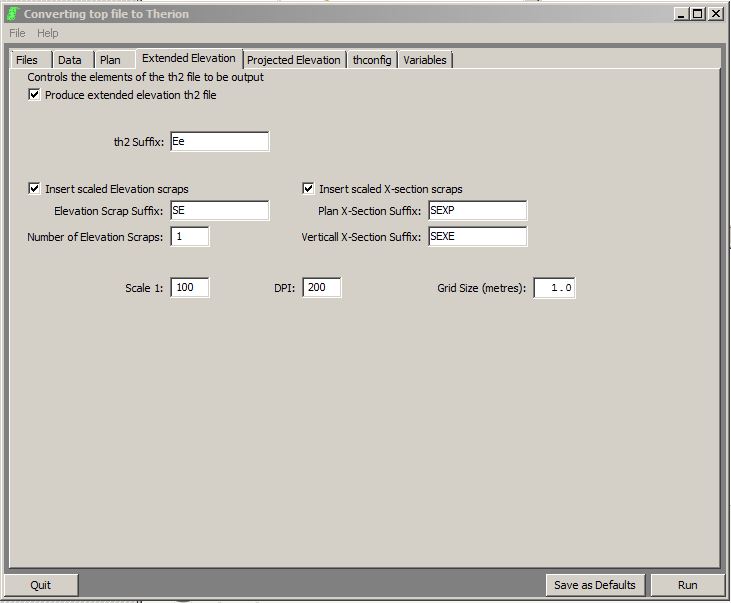 Converting top file to Therion
File Help
Files Data Plan Extended Elevation Projected Elevation thconfig Variables
Controls the elements of the th2 file to be output
Produce extended elevation th2 file
th2 Suffix: Ee
Insert scaled Elevation scraps Insert scaled X-section scraps
Elevation Scrap Suffix: SE Plan X-Section Suffix: SEXP
Number of Elevation Scraps: 1 Verticall X-Section Suffix: SEXE
Scale 1: 100 DPI: 200 Grid Size (metres): 1.0
Quit Save as Defaults Run